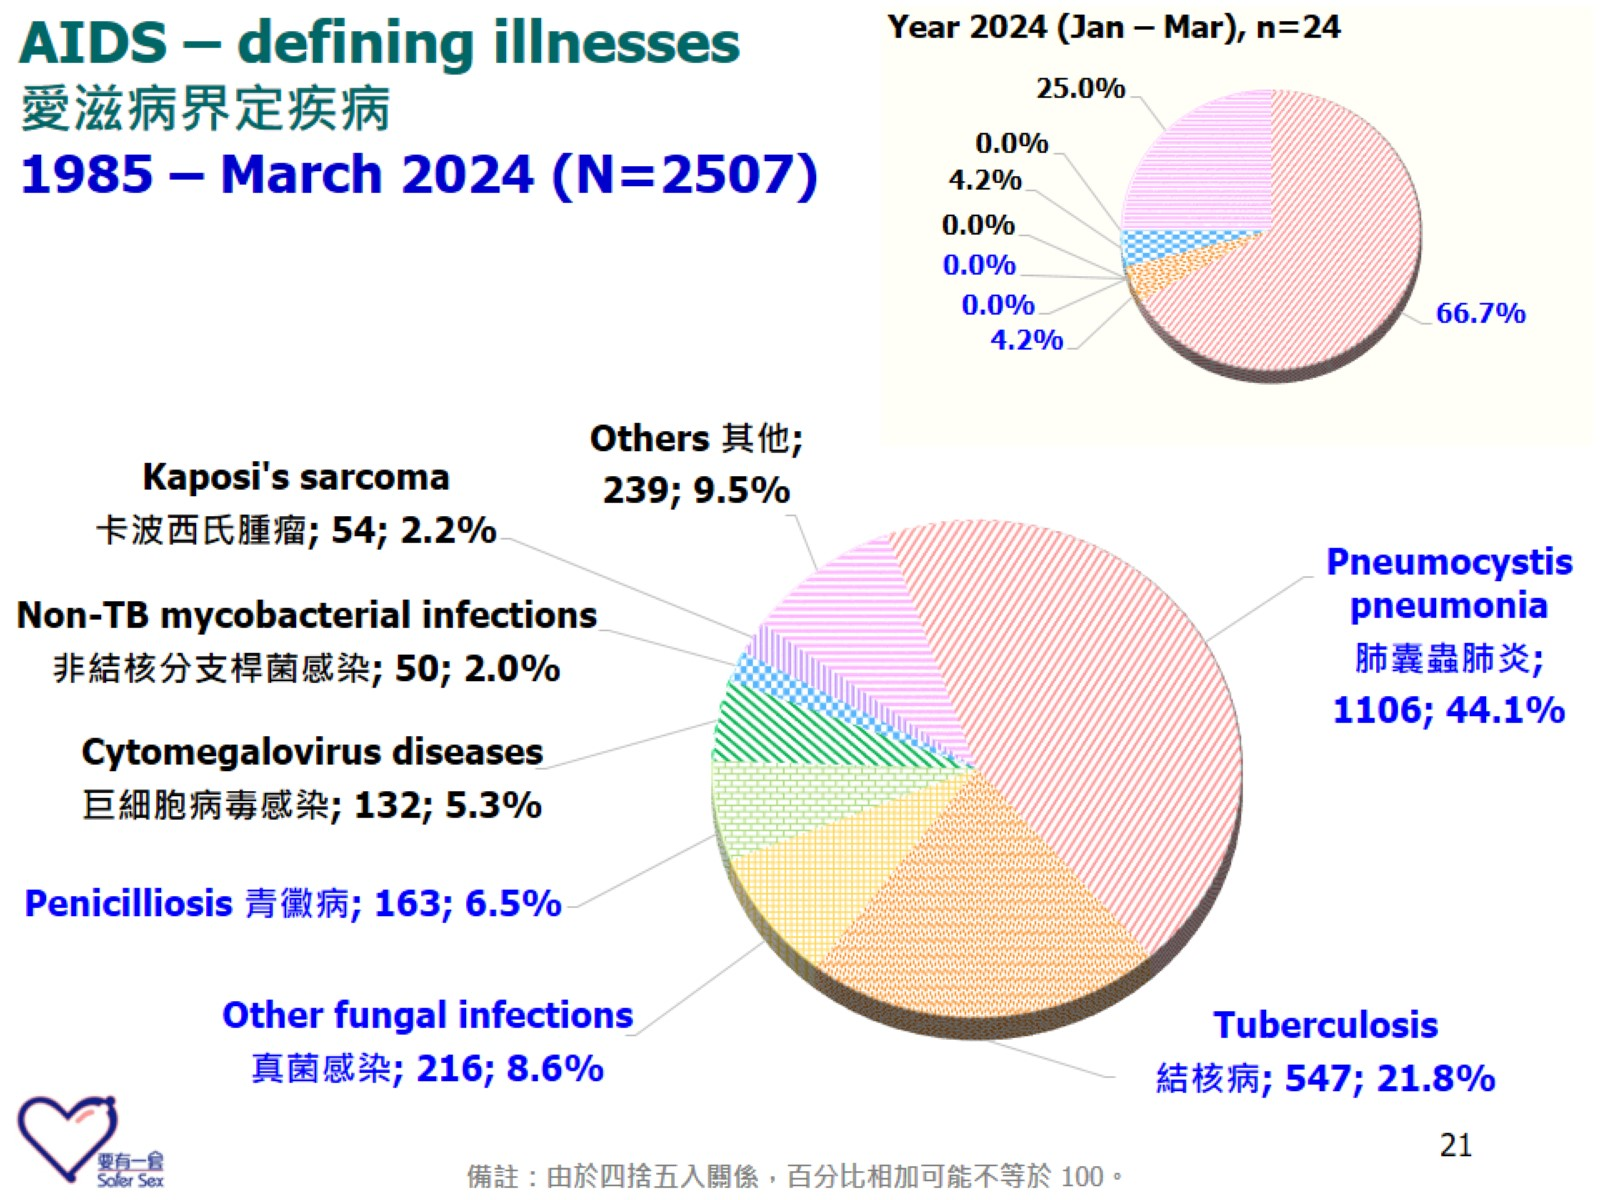 AIDS – defining illnesses
愛滋病界定疾病
1985 – March 2024 (N=2507)
Year 2024 (Jan – Mar), n=24
25.0%
0.0%
4.2%
0.0%
0.0%
0.0%
4.2%
66.7%
Others 其他;
239; 9.5%
Kaposi's sarcoma
卡波西氏腫瘤; 54; 2.2%
Non-TB mycobacterial infections
非結核分支桿菌感染; 50; 2.0%
Cytomegalovirus diseases
巨細胞病毒感染; 132; 5.3%
Penicilliosis 青黴病; 163; 6.5%
Other fungal infections
真菌感染; 216; 8.6%
Pneumocystis
pneumonia
肺囊蟲肺炎;
1106; 44.1%
Tuberculosis
結核病; 547; 21.8%
要有一套
Safer Sex
21
備註：由於四捨五入關係，百分比相加可能不等於 100。